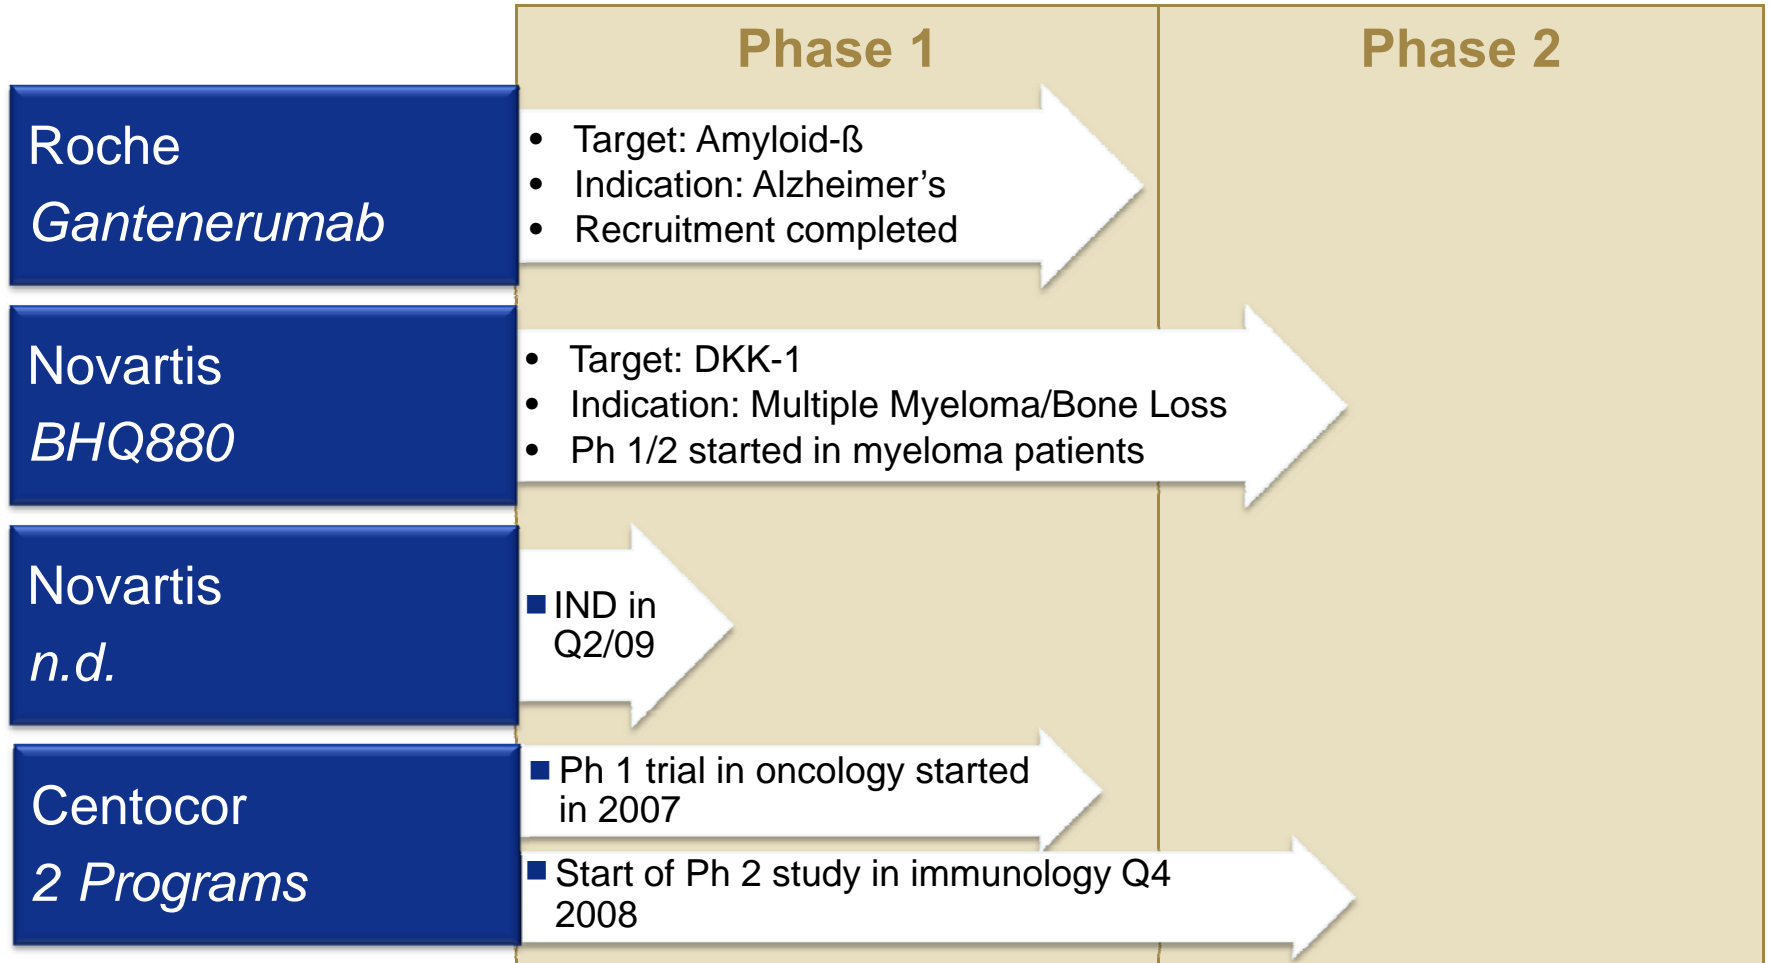 Phase 1
Phase 2
Roche
Gantenerumab
• Target: Amyloid-ß
• Indication: Alzheimer’s
• Recruitment completed
Novartis
BHQ880
• Target: DKK-1
• Indication: Multiple Myeloma/Bone Loss
• Ph 1/2 started in myeloma patients
Novartis
n.d.
■ IND in
Q2/09
Centocor
2 Programs
■ Ph 1 trial in oncology started
in 2007
■ Start of Ph 2 study in immunology Q4
2008